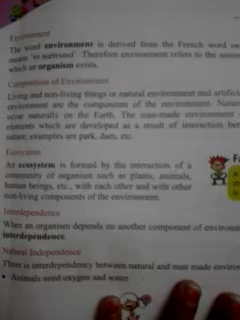 Environment
The word environment is derived from the French word
means 'to surround'. Therefore environment refers to the
which an organism exists.
Composition of Environment
Living and non-living things or natural environment and
environment are the components of the environment.
occur naturally on the Earth. The man-made environment
elements which are developed as a result of interaction
nature, examples are park, dam, etc.
Ecosystem
An ecosystem is formed by the interaction of a
community of organism such as plants, animals,
human beings, etc., with each other and with other
non-living components of the environment.
Interdependence
When an organism depends on another component of
interdependence.
Natural Independence
There is interdependency between natural and man made
• Animals need oxygen and water.